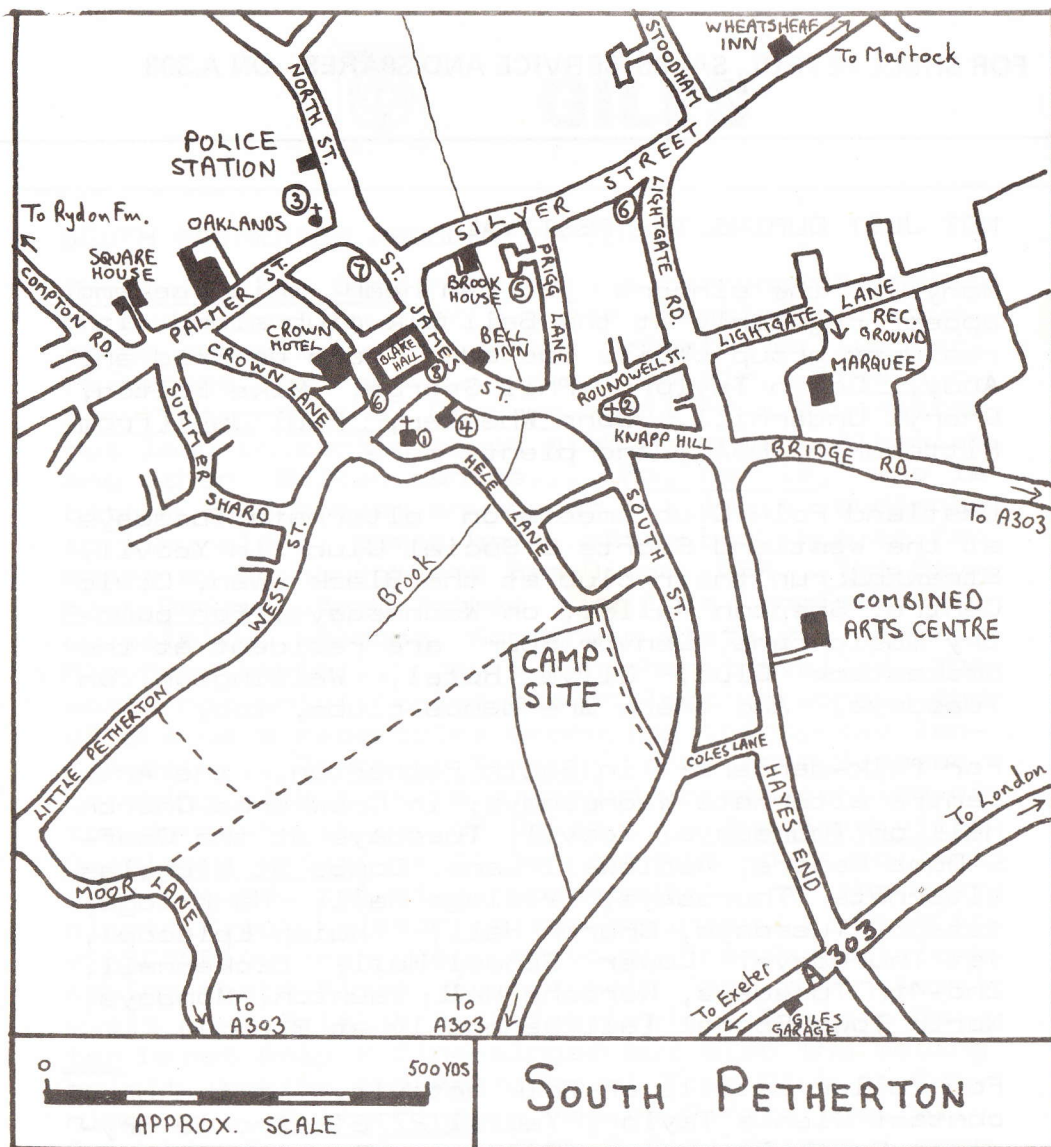 WHEATSHEAF
INN
To Martock
STOODHAM
NORTH ST.
POLICE
STATION
SILVER STREET
3
6
LIGHTGATE RD.
To Rydon Fm.
OAKLANDS
SQUARE
HOUSE
COMPTON RD
PALMER ST.
7
ST. JAMES ST.
BROOK
HOUSE
5
PRIGG LANE
LIGHTGATE LANE
REC.
GROUND
MARQUEE
CROWN
HOTEL
BLAKE
HALL
8
BELL
INN
CROWN LANE
ROUNDWELL ST.
6
1
4
2
KNAPP HILL
SUMMER SHARD
HELE LANE
BRIDGE RD.
To A303
WEST ST.
Brook
SOUTH ST.
COMBINED
ARTS CENTRE
CAMP
SITE
LITTLE PETHERTON
COLES LANE
HAYES END
To London
MOOR LANE
A303
To Exeter
GILES
GARAGE
To
A303
To
A303
0
500 YDS
APPROX. SCALE
SOUTH PETHERTON